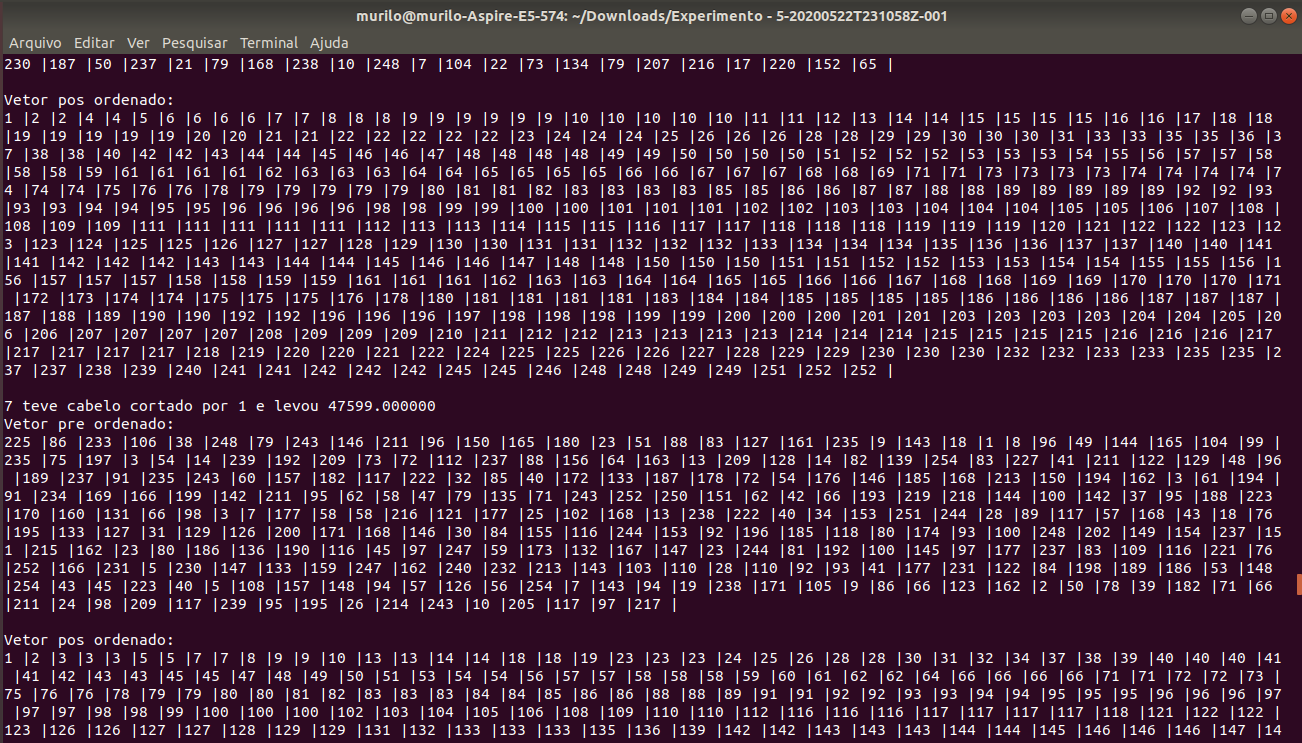 murilo@murilo-Aspire-E5-574: ~/Downloads/Experimento - 5-20200522T231058Z-001
Arquivo Editar Ver Pesquisar Terminal Ajuda
230 |187 |50 |237 |21 |79 |168 |238 |10 |248 |7 |104 |22 |73 |134 |79 |207 |216 |17 |220 |152 |65 |
Vetor pos ordenado:
1 |2 |2 |4 |4 |5 |6 |6 |6 |6 |7 |7 |8 |8 |8 |9 |9 |9 |9 |9 |9 |10 |10 |10 |10 |10 |11 |11 |12 |13 |14 |14 |15 |15 |15 |15 |16 |16 |17 |18 |18
|19 |19 |19 |19 |19 |20 |20 |21 |21 |22 |22 |22 |22 |22 |23 |24 |24 |24 |25 |26 |26 |26 |28 |28 |29 |29 |30 |30 |30 |31 |33 |33 |35 |35 |36 |3
7 |38 |38 |40 |42 |42 |43 |44 |44 |45 |46 |46 |47 |48 |48 |48 |48 |49 |49 |50 |50 |50 |50 |51 |52 |52 |52 |53 |53 |53 |54 |55 |56 |57 |57 |58
|58 |58 |59 |61 |61 |61 |61 |62 |63 |63 |63 |64 |64 |65 |65 |65 |65 |66 |66 |67 |67 |67 |68 |68 |69 |71 |71 |73 |73 |73 |73 |74 |74 |74 |74 |7
4 |74 |74 |75 |76 |76 |78 |79 |79 |79 |79 |79 |80 |81 |81 |82 |83 |83 |83 |83 |85 |85 |86 |86 |87 |87 |88 |88 |89 |89 |89 |89 |89 |92 |92 |93
|93 |93 |94 |94 |95 |95 |96 |96 |96 |96 |98 |98 |99 |99 |100 |100 |101 |101 |101 |102 |102 |103 |103 |104 |104 |104 |105 |105 |106 |107 |108 |
108 |109 |109 |111 |111 |111 |111 |111 |112 |113 |113 |114 |115 |115 |116 |117 |117 |118 |118 |118 |119 |119 |119 |120 |121 |122 |122 |123 |12
3 |123 |124 |125 |125 |126 |127 |127 |128 |129 |130 |130 |131 |131 |132 |132 |132 |133 |134 |134 |134 |135 |136 |136 |137 |137 |140 |140 |141
|141 |142 |142 |142 |143 |143 |144 |144 |145 |146 |146 |147 |148 |148 |150 |150 |150 |151 |151 |152 |152 |153 |153 |154 |154 |155 |155 |156 |1
56 |157 |157 |157 |158 |158 |159 |159 |161 |161 |161 |162 |163 |163 |164 |164 |165 |165 |166 |166 |167 |168 |168 |169 |169 |170 |170 |170 |171
|172 |173 |174 |174 |175 |175 |175 |176 |178 |180 |181 |181 |181 |181 |183 |184 |184 |185 |185 |185 |185 |186 |186 |186 |186 |187 |187 |187 |
187 |188 |189 |190 |190 |192 |192 |196 |196 |196 |197 |198 |198 |198 |199 |199 |200 |200 |200 |201 |201 |203 |203 |203 |203 |204 |204 |205 |20
6 |206 |207 |207 |207 |207 |208 |209 |209 |209 |210 |211 |212 |212 |213 |213 |213 |213 |214 |214 |214 |215 |215 |215 |215 |216 |216 |216 |217
|217 |217 |217 |217 |218 |219 |220 |220 |221 |222 |224 |225 |225 |226 |226 |227 |228 |229 |229 |230 |230 |230 |232 |232 |233 |233 |235 |235 |2
37 |237 |238 |239 |240 |241 |241 |242 |242 |242 |245 |245 |246 |248 |248 |249 |249 |251 |252 |252 |
7 teve cabelo cortado por 1 e levou 47599.000000
Vetor pre ordenado:
225 |86 |233 |106 |38 |248 |79 |243 |146 |211 |96 |150 |165 |180 |23 |51 |88 |83 |127 |161 |235 |9 |143 |18 |1 |8 |96 |49 |144 |165 |104 |99 |
235 |75 |197 |3 |54 |14 |239 |192 |209 |73 |72 |112 |237 |88 |156 |64 |163 |13 |209 |128 |14 |82 |139 |254 |83 |227 |41 |211 |122 |129 |48 |96
|189 |237 |91 |235 |243 |60 |157 |182 |117 |222 |32 |85 |40 |172 |133 |187 |178 |72 |54 |176 |146 |185 |168 |213 |150 |194 |162 |3 |61 |194 |
91 |234 |169 |166 |199 |142 |211 |95 |62 |58 |47 |79 |135 |71 |243 |252 |250 |151 |62 |42 |66 |193 |219 |218 |144 |100 |142 |37 |95 |188 |223
|170 |160 |131 |66 |98 |3 |7 |177 |58 |58 |216 |121 |177 |25 |102 |168 |13 |238 |222 |40 |34 |153 |251 |244 |28 |89 |117 |57 |168 |43 |18 |76
|195 |133 |127 |31 |129 |126 |200 |171 |168 |146 |30 |84 |155 |116 |244 |153 |92 |196 |185 |118 |80 |174 |93 |100 |248 |202 |149 |154 |237 |15
1 |215 |162 |23 |80 |186 |136 |190 |116 |45 |97 |247 |59 |173 |132 |167 |147 |23 |244 |81 |192 |100 |145 |97 |177 |237 |83 |109 |116 |221 |76
|252 |166 |231 |5 |230 |147 |133 |159 |247 |162 |240 |232 |213 |143 |103 |110 |28 |110 |92 |93 |41 |177 |231 |122 |84 |198 |189 |186 |53 |148
|254 |43 |45 |223 |40 |5 |108 |157 |148 |94 |57 |126 |56 |254 |7 |143 |94 |19 |238 |171 |105 |9 |86 |66 |123 |162 |2 |50 |78 |39 |182 |71 |66
|211 |24 |98 |209 |117 |239 |95 |195 |26 |214 |243 |10 |205 |117 |97 |217 |
Vetor pos ordenado:
1 |2 |3 |3 |3 |5 |5 |7 |7 |8 |9 |9 |10 |13 |13 |14 |14 |18 |18 |19 |23 |23 |23 |24 |25 |26 |28 |28 |30 |31 |32 |34 |37 |38 |39 |40 |40 |40 |41
|41 |42 |43 |43 |45 |45 |47 |48 |49 |50 |51 |53 |54 |54 |56 |57 |57 |58 |58 |58 |59 |60 |61 |62 |62 |64 |66 |66 |66 |66 |71 |71 |72 |72 |73 |
75 |76 |76 |78 |79 |79 |80 |80 |81 |82 |83 |83 |83 |84 |84 |85 |86 |86 |88 |88 |89 |91 |91 |92 |92 |93 |93 |94 |94 |95 |95 |95 |96 |96 |96 |97
|97 |97 |98 |98 |99 |100 |100 |100 |102 |103 |104 |105 |106 |108 |109 |110 |110 |112 |116 |116 |116 |117 |117 |117 |117 |118 |121 |122 |122 |
123 |126 |126 |127 |127 |128 |129 |129 |131 |132 |133 |133 |133 |135 |136 |139 |142 |142 |143 |143 |143 |144 |144 |145 |146 |146 |146 |147 |14